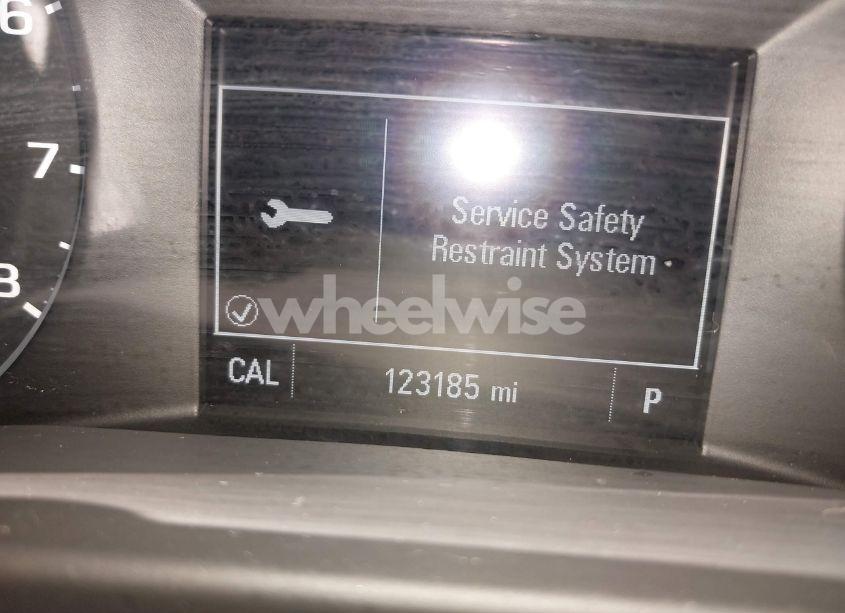 6
7
8
Service Safety
Restraint System
wheelwise
CAL
123185 mi
P